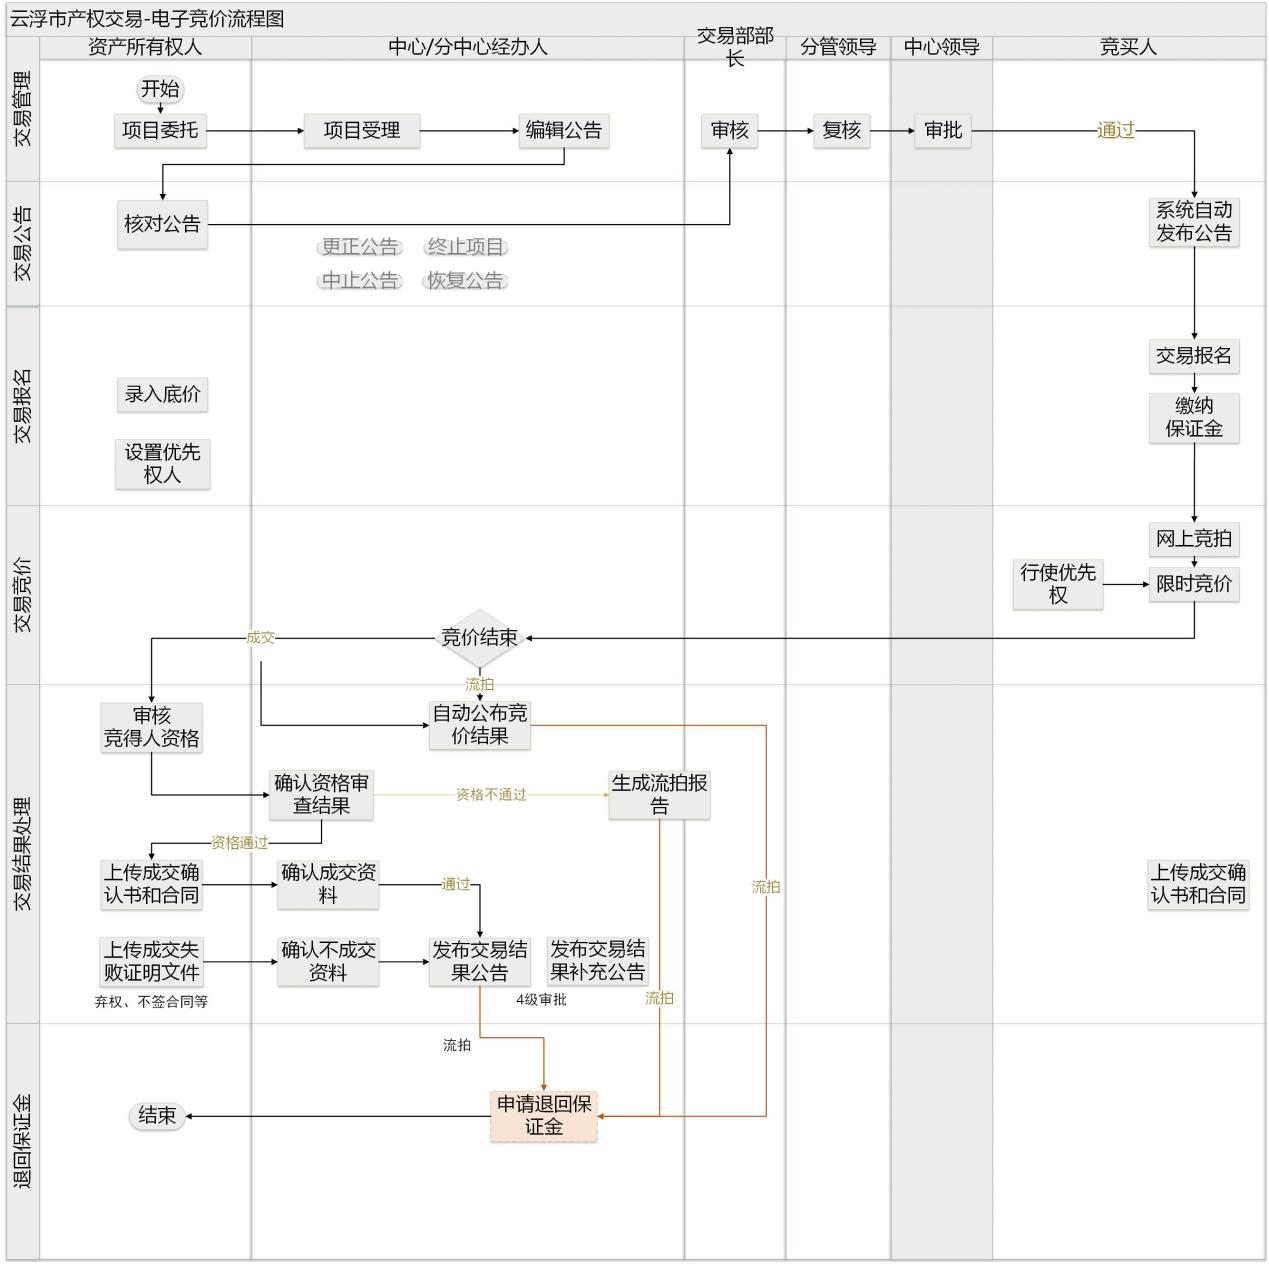 云浮市产权交易-电子竞价流程图
资产所有权人
中心/分中心经办人
交易部部
长
分管领导
中心领导
竞买人
交易管理
开始
项目委托
项目受理
编辑公告
审核
复核
审批
通过
交易公告
核对公告
更正公告
终止项目
中止公告
恢复公告
系统自动
发布公告
交易报名
录入底价
设置优先
权人
交易报名
缴纳
保证金
交易竞价
网上竞拍
行使优先
权
限时竞价
竞价结束
成交
流拍
交易结果处理
审核
竞得人资格
自动公布竞
价结果
确认资格审
查结果
资格不通过
生成流拍报
告
资格通过
上传成交确
认书和合同
确认成交资
料
通过
流拍
上传成交确
认书和合同
上传成交失
败证明文件
确认不成交
资料
发布交易结
果公告
发布交易结
果补充公告
弃权、不签合同等
4级审批
流拍
退回保证金
流拍
申请退回保
证金
结束